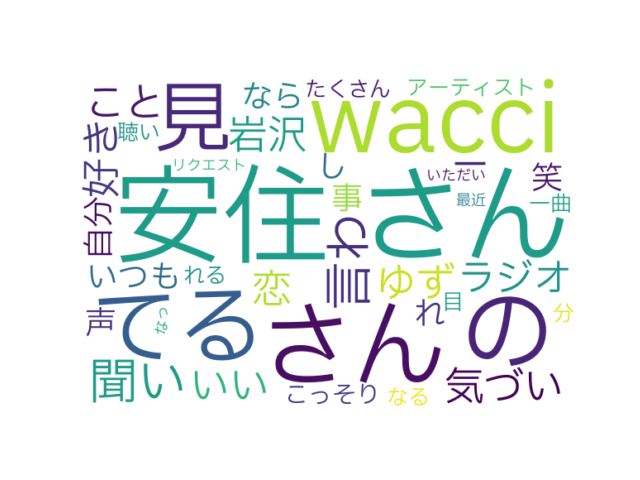 こと
見
なら
たくさん
アーティスト
wacci
岩沢
聴い
好き
リクエスト
し
いただい
笑
安住
さん
自分
事
最近
一曲
言わ
いつも
れる
恋
ゆず
ラジオ
目
声
てる
なっ
さん
れ
の
分
聞い
いい
こっそり
なる
気づい